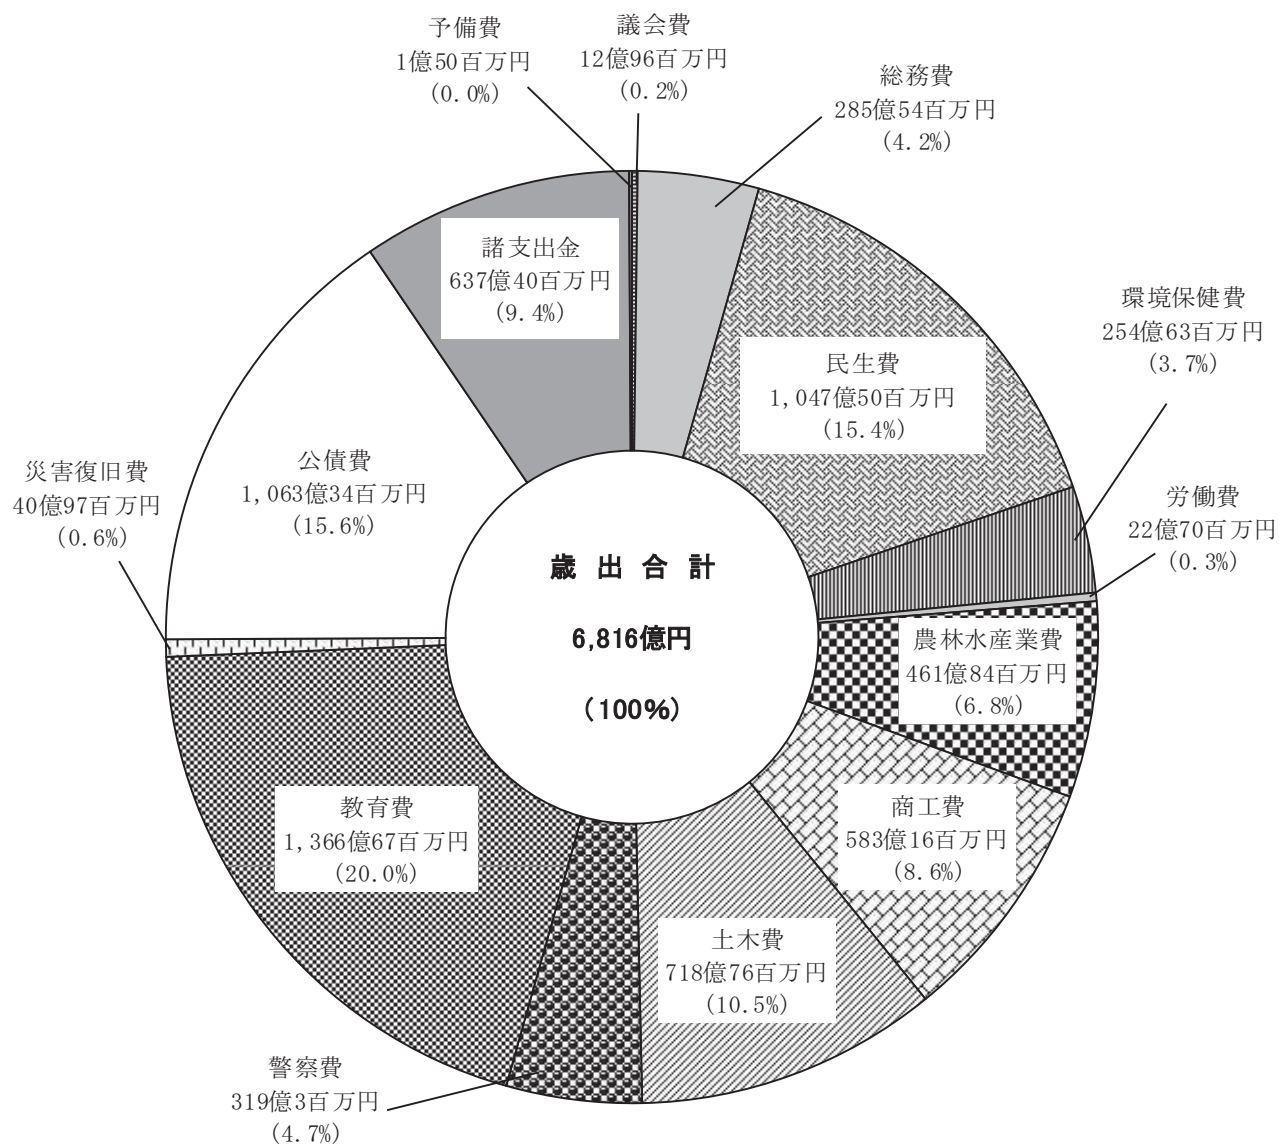 予備費
1億50百万円
(0.0%)
議会費
12億96百万円
(0.2%)
総務費
285億54百万円
(4.2%)
諸支出金
637億40百万円
(9.4%)
民生費
1,047億50百万円
(15.4%)
環境保健費
254億63百万円
(3.7%)
労働費
22億70百万円
(0.3%)
災害復旧費
40億97百万円
(0.6%)
公債費
1,063億34百万円
(15.6%)
歳出合計
6,816億円
(100%)
農林水産業費
461億84百万円
(6.8%)
商工費
583億16百万円
(8.6%)
教育費
1,366億67百万円
(20.0%)
土木費
718億76百万円
(10.5%)
警察費
319億3百万円
(4.7%)